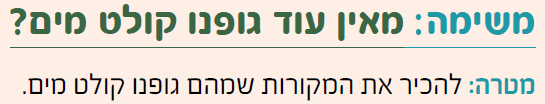 משימה: מאין עוד גופנו קולט מים?
מטרה: להכיר את המקורות שמהם גופנו קולט מים.